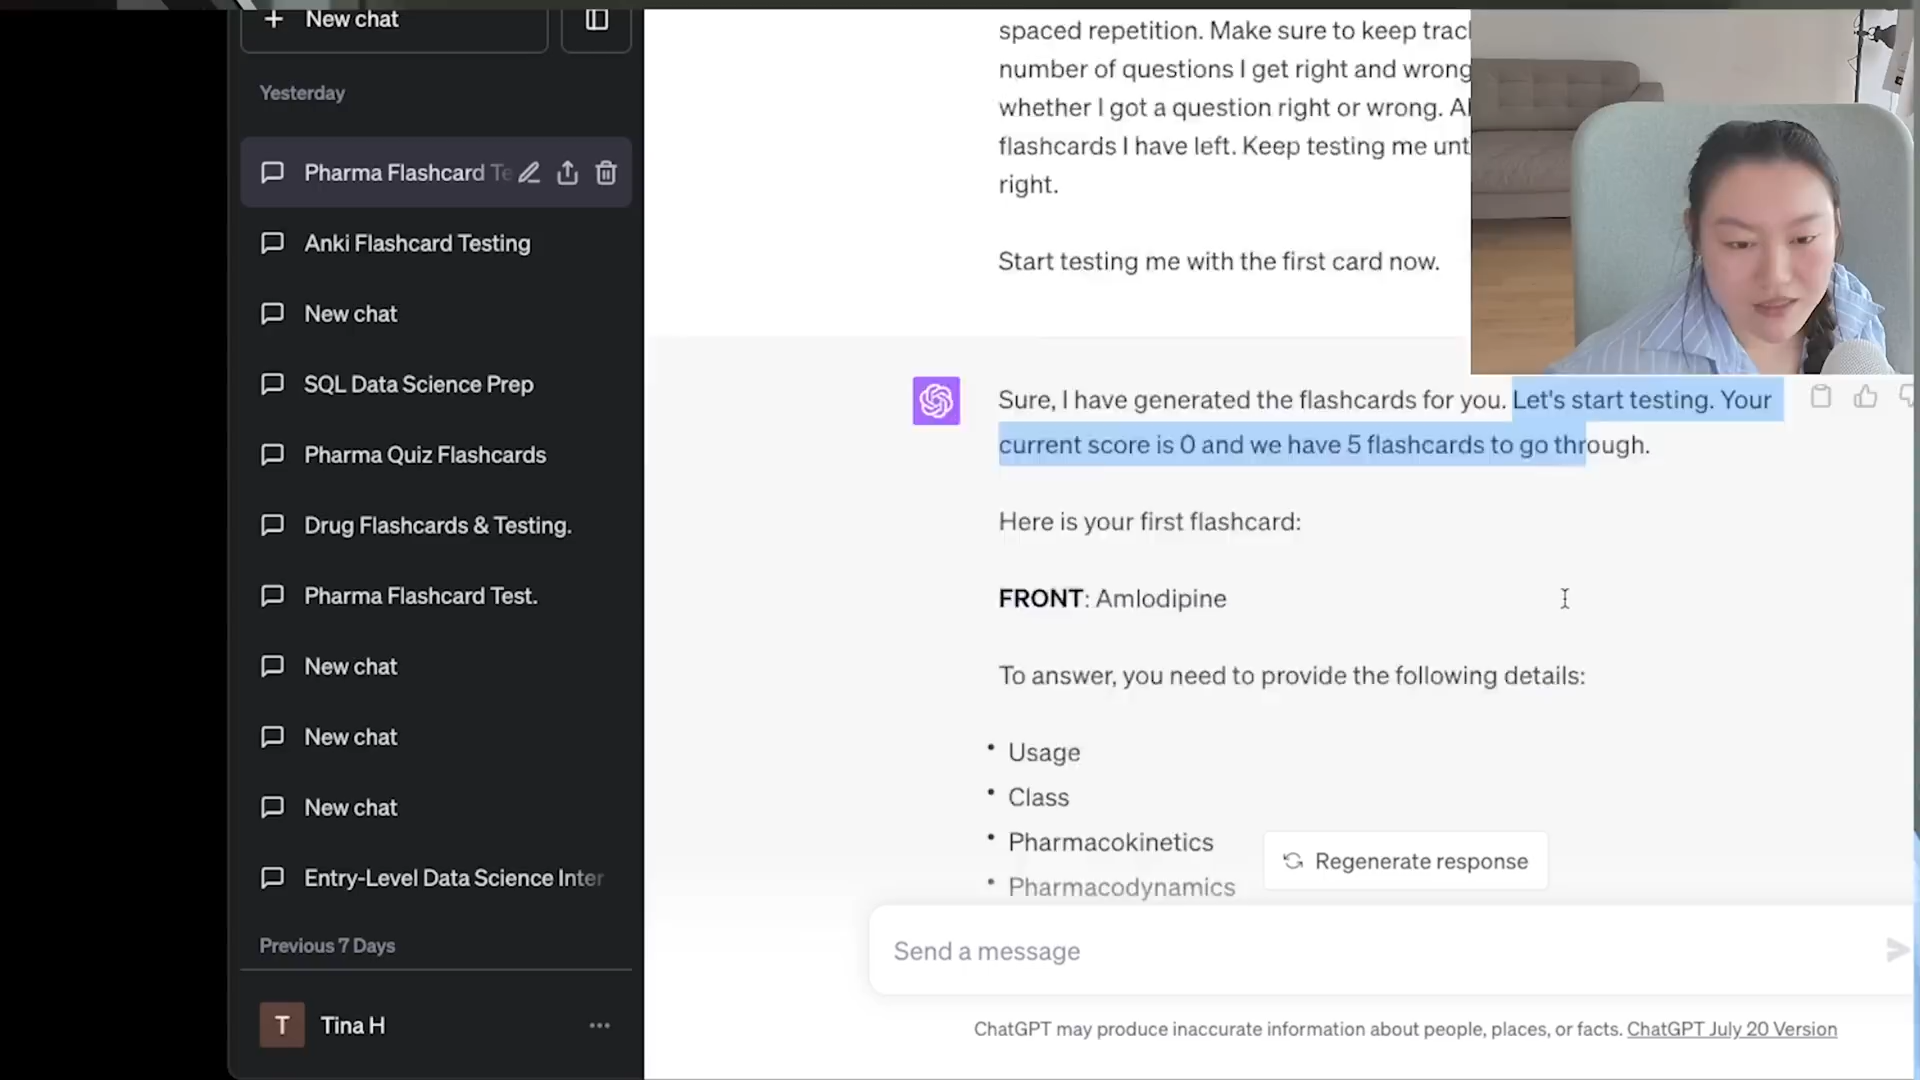 New chat
Yesterday
Pharma Flashcard Te
Anki Flashcard Testing
New chat
SQL Data Science Prep
Pharma Quiz Flashcards
Drug Flashcards & Testing.
Pharma Flashcard Test.
New chat
New chat
New chat
Entry-Level Data Science Inter
Previous 7 Days
T
Tina H
spaced repetition. Make sure to keep trac
number of questions I get right and wrong
whether I got a question right or wrong.
flashcards I have left. Keep testing me unt
right.
Start testing me with the first card now.
Sure, I have generated the flashcards for you. Let's start testing. Your
current score is 0 and we have 5 flashcards to go through.
Here is your first flashcard:
FRONT: Amlodipine
To answer, you need to provide the following details:
• Usage
• Class
• Pharmacokinetics
• Pharmacodynamics
Regenerate response
Send a message
ChatGPT may produce inaccurate information about people, places, or facts. ChatGPT July 20 Version